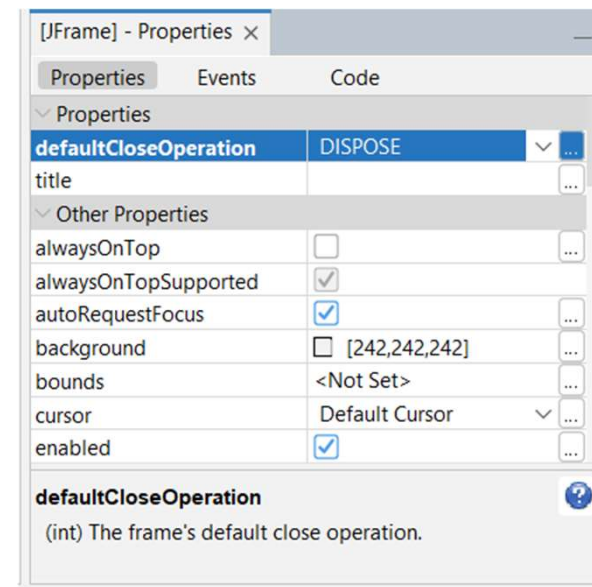 [JFrame] - Properties ×
Properties Events Code
Properties
defaultCloseOperation DISPOSE ...
title ...
Other Properties
alwaysOnTop ...
alwaysOnTopSupported
autoRequestFocus ...
background [242,242,242] ...
bounds <Not Set> ...
cursor Default Cursor ...
enabled ...
defaultCloseOperation ?
(int) The frame's default close operation.